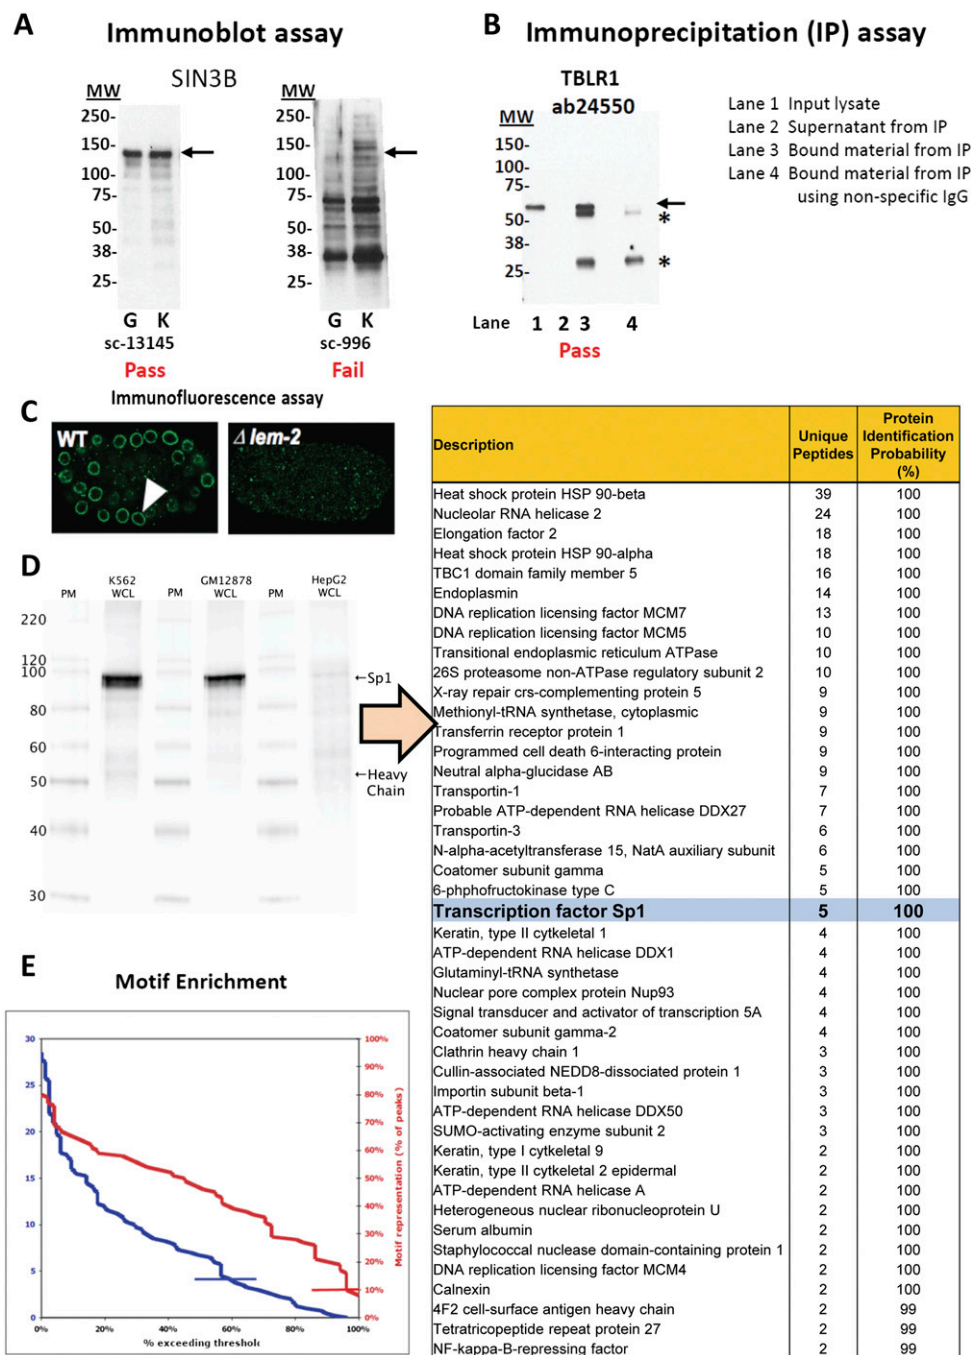 A
Immunoblot assay
SIN3B
MW
250-
150-
100-
75-
50-
38-
25-
G K
sc-13145
Pass
MW
250-
150-
100-
75-
50-
38-
25-
G K
sc-996
Fail
B
Immunoprecipitation (IP) assay
TBLR1
ab24550
MW
150-
100-
75-
50-
38-
25-
*
*
Lane 1 2 3 4
Pass
Lane 1 Input lysate
Lane 2 Supernatant from IP
Lane 3 Bound material from IP
Lane 4 Bound material from IP
using non-specific IgG
C
Immunofluorescence assay
WT
Δ lem-2
D
PM K562 WCL PM GM12878 WCL PM HepG2 WCL
220
120
100
80
60
50
40
30
←Sp1
←Heavy
Chain
Description Unique Peptides Protein Identification Probability (%)
Heat shock protein HSP 90-beta 39 100
Nucleolar RNA helicase 2 24 100
Elongation factor 2 18 100
Heat shock protein HSP 90-alpha 18 100
TBC1 domain family member 5 16 100
Endoplasmin 14 100
DNA replication licensing factor MCM7 13 100
DNA replication licensing factor MCM5 10 100
Transitional endoplasmic reticulum ATPase 10 100
26S proteasome non-ATPase regulatory subunit 2 10 100
X-ray repair crs-complementing protein 5 9 100
Methionyl-tRNA synthetase, cytoplasmic 9 100
Transferrin receptor protein 1 9 100
Programmed cell death 6-interacting protein 9 100
Neutral alpha-glucidase AB 9 100
Transportin-1 7 100
Probable ATP-dependent RNA helicase DDX27 7 100
Transportin-3 6 100
N-alpha-acetyltransferase 15, NatA auxiliary subunit 6 100
Coatomer subunit gamma 5 100
6-phphofructokinase type C 5 100
Transcription factor Sp1 5 100
Keratin, type II cytkeletal 1 4 100
ATP-dependent RNA helicase DDX1 4 100
Glutaminyl-tRNA synthetase 4 100
Nuclear pore complex protein Nup93 4 100
Signal transducer and activator of transcription 5A 4 100
Coatomer subunit gamma-2 4 100
Clathrin heavy chain 1 3 100
Cullin-associated NEDD8-dissociated protein 1 3 100
Importin subunit beta-1 3 100
ATP-dependent RNA helicase DDX50 3 100
SUMO-activating enzyme subunit 2 3 100
Keratin, type I cytkeletal 9 2 100
Keratin, type II cytkeletal 2 epidermal 2 100
ATP-dependent RNA helicase A 2 100
Heterogeneous nuclear ribonucleoprotein U 2 100
Serum albumin 2 100
Staphylococcal nuclease domain-containing protein 1 2 100
DNA replication licensing factor MCM4 2 100
Calnexin 2 100
4F2 cell-surface antigen heavy chain 2 99
Tetratricopeptide repeat protein 27 2 99
NF-kappa-B-repressing factor 2 99
E
Motif Enrichment
30
25
20
15
10
5
0
100%
90%
80%
70%
60%
50%
40%
30%
20%
10%
0%
Motif representation (% of peaks)
0% 20% 40% 60% 80% 100%
% exceeding threshold